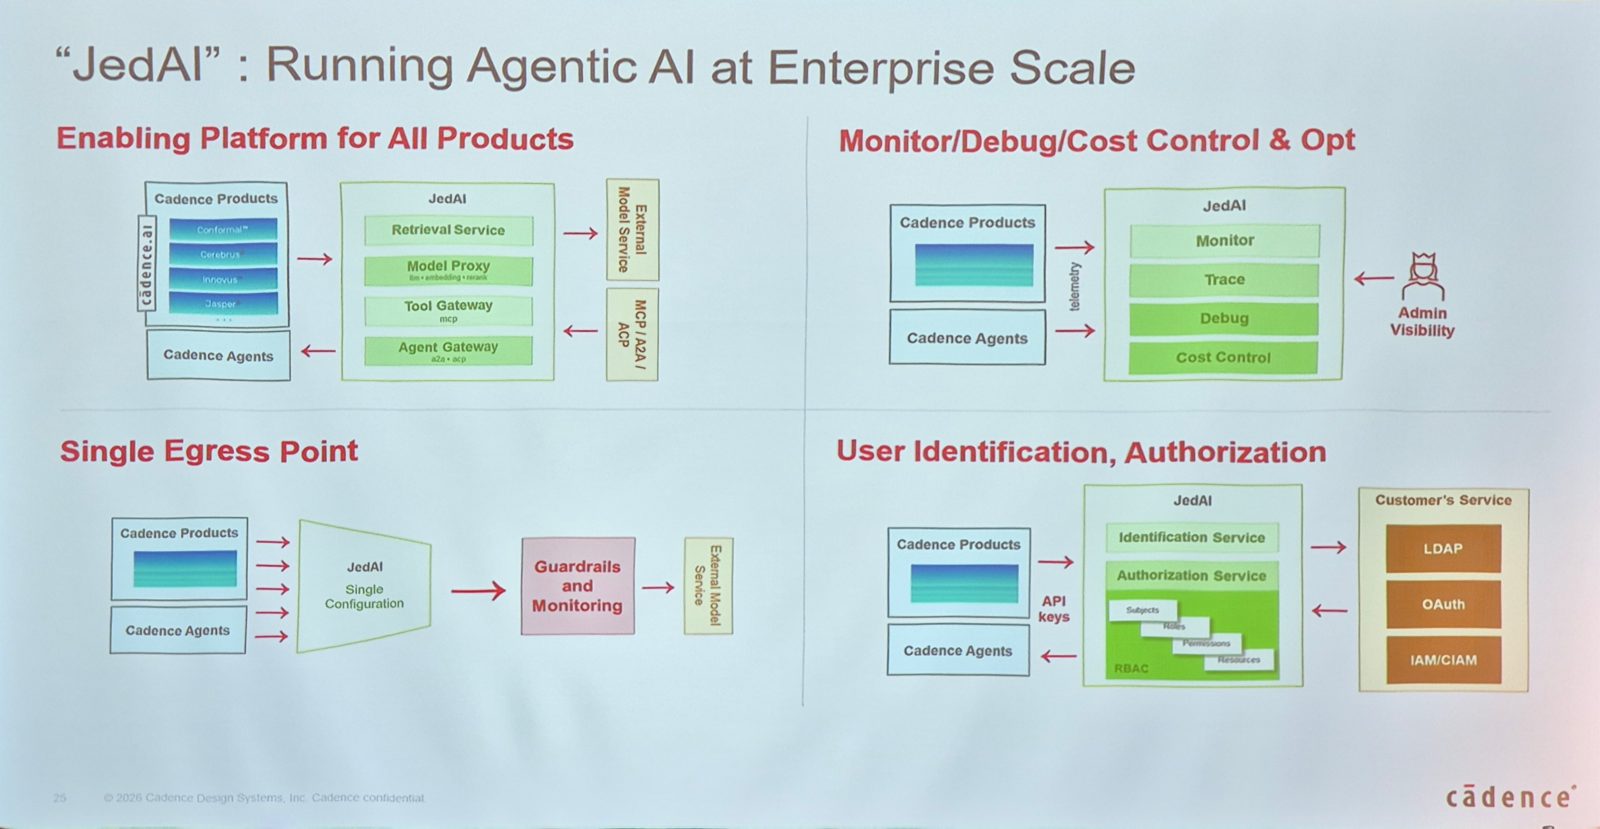 “JedAI” : Running Agentic AI at Enterprise Scale
Enabling Platform for All Products
cādence.ai
Cadence Products
Conformal™
Cerebrus
Innovus
Jasper
...
Cadence Agents
JedAI
Retrieval Service
Model Proxy
llm • embedding • rerank
Tool Gateway
mcp
Agent Gateway
a2a • acp
External
Model Service
MCP / A2A /
ACP
Monitor/Debug/Cost Control & Opt
Cadence Products
Cadence Agents
telemetry
JedAI
Monitor
Trace
Debug
Cost Control
Admin
Visibility
Single Egress Point
Cadence Products
Cadence Agents
JedAI
Single
Configuration
Guardrails
and
Monitoring
External Model
Service
User Identification, Authorization
Cadence Products
Cadence Agents
API
keys
JedAI
Identification Service
Authorization Service
Subjects
Roles
Permissions
Resources
RBAC
Customer's Service
LDAP
OAuth
IAM/CIAM
25
© 2026 Cadence Design Systems, Inc. Cadence confidential.
cādence®